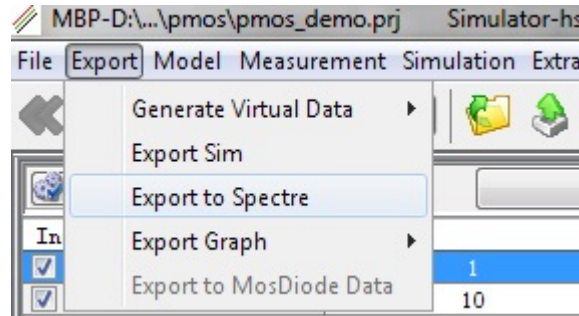 MBP-D:\...\pmos\pmos_demo.prj Simulator-hs
File Export Model Measurement Simulation Extra
Generate Virtual Data
Export Sim
Export to Spectre
In
Export Graph
1
Export to MosDiode Data
10